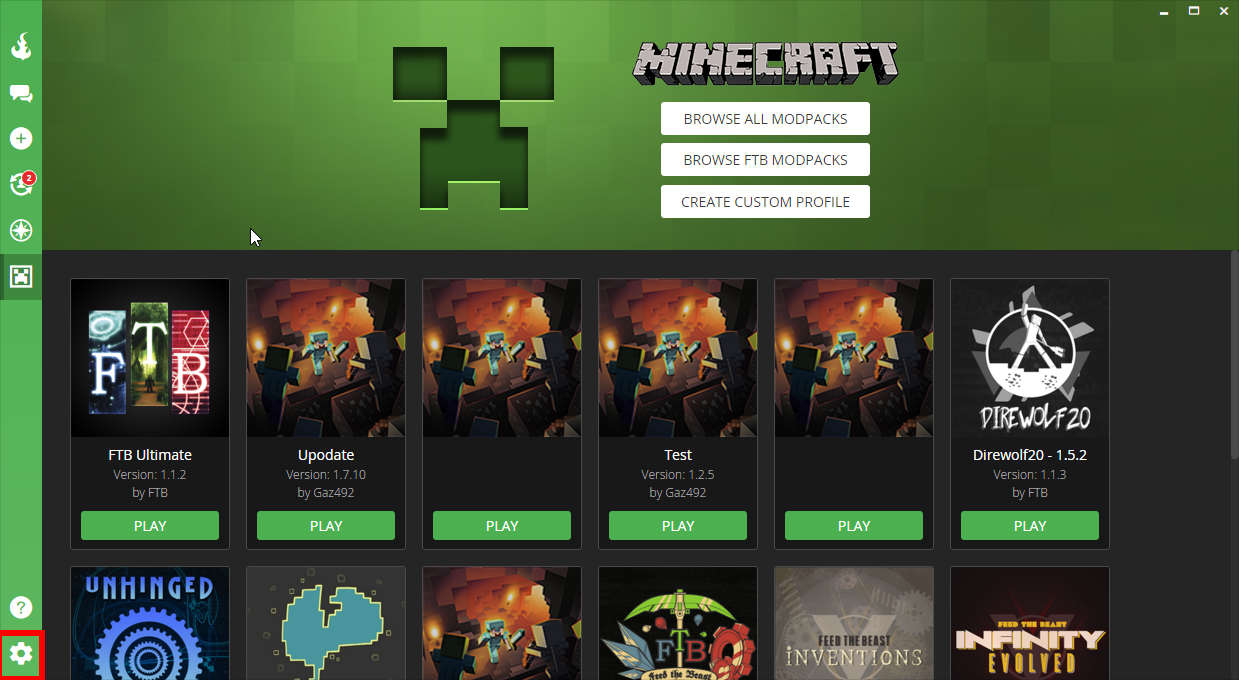 MINECRAFT
BROWSE ALL MODPACKS
BROWSE FTB MODPACKS
CREATE CUSTOM PROFILE
2
?
FTB
DIREWOLF20
FTB Ultimate
Version: 1.1.2
by FTB
PLAY
Upodate
Version: 1.7.10
by Gaz492
PLAY
PLAY
Test
Version: 1.2.5
by Gaz492
PLAY
PLAY
Direwolf20 - 1.5.2
Version: 1.1.3
by FTB
PLAY
UNHINGED
FTB
Feed the Beast
FEED THE BEAST
INVENTIONS
FEED THE BEAST
INFINITY
EVOLVED